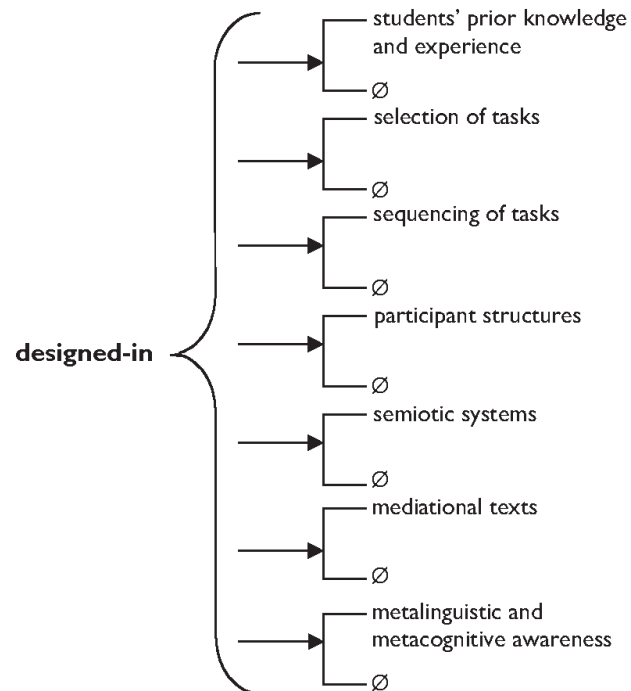 students’ prior knowledge
and experience
∅
selection of tasks
∅
sequencing of tasks
∅
participant structures
designed-in
∅
semiotic systems
∅
mediational texts
∅
metalinguistic and
metacognitive awareness
∅